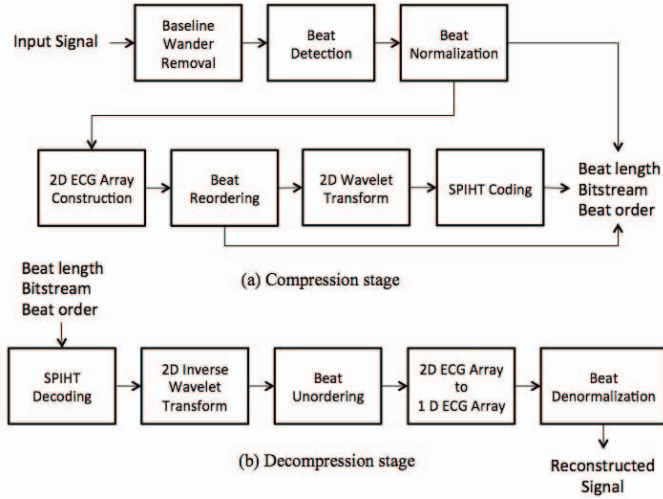 Input Signal
Baseline
Wander
Removal
Beat
Detection
Beat
Normalization
2D ECG Array
Construction
Beat
Reordering
2D Wavelet
Transform
SPIHT Coding
Beat length
Bitstream
Beat order
(a) Compression stage
Beat length
Bitstream
Beat order
SPIHT
Decoding
2D Inverse
Wavelet
Transform
Beat
Unordering
2D ECG Array
to
1 D ECG Array
Beat
Denormalization
(b) Decompression stage
Reconstructed
Signal